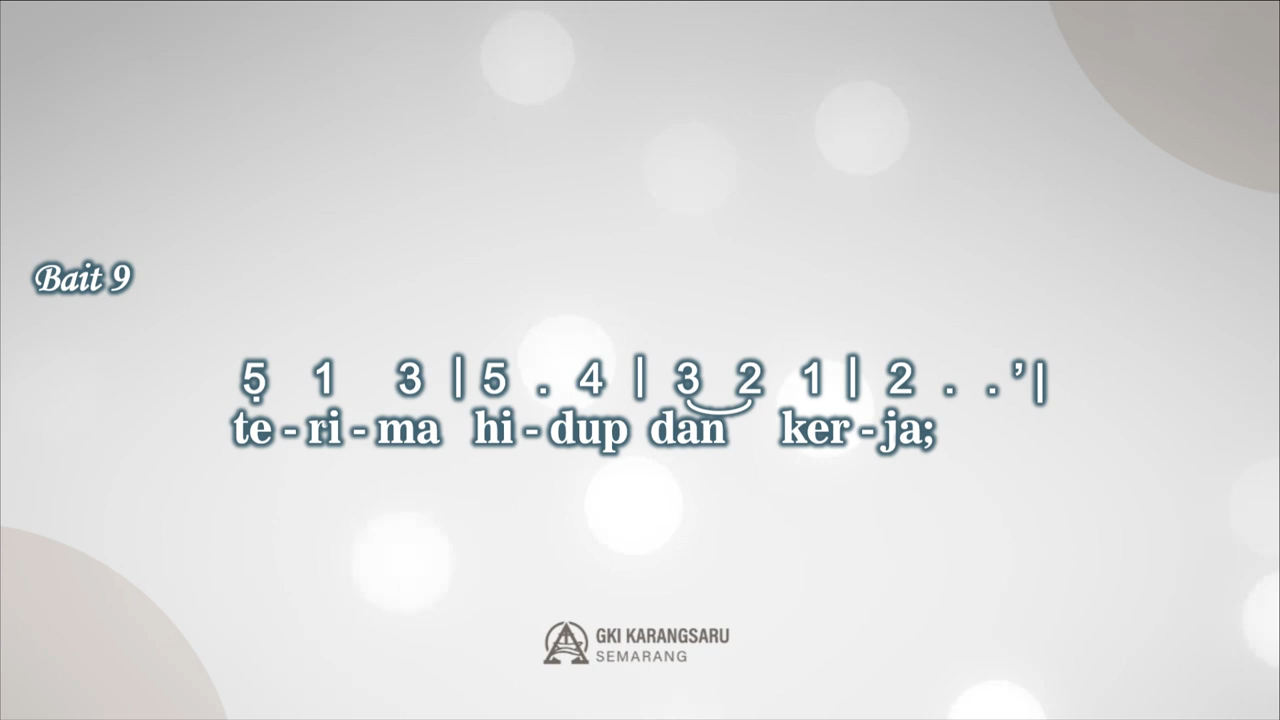 Bait 9
5̣ 1 3 | 5 . 4 | 3 2 1 | 2 . . ’ |
te - ri - ma hi - dup dan ker - ja;
GKI KARANGSARU
SEMARANG